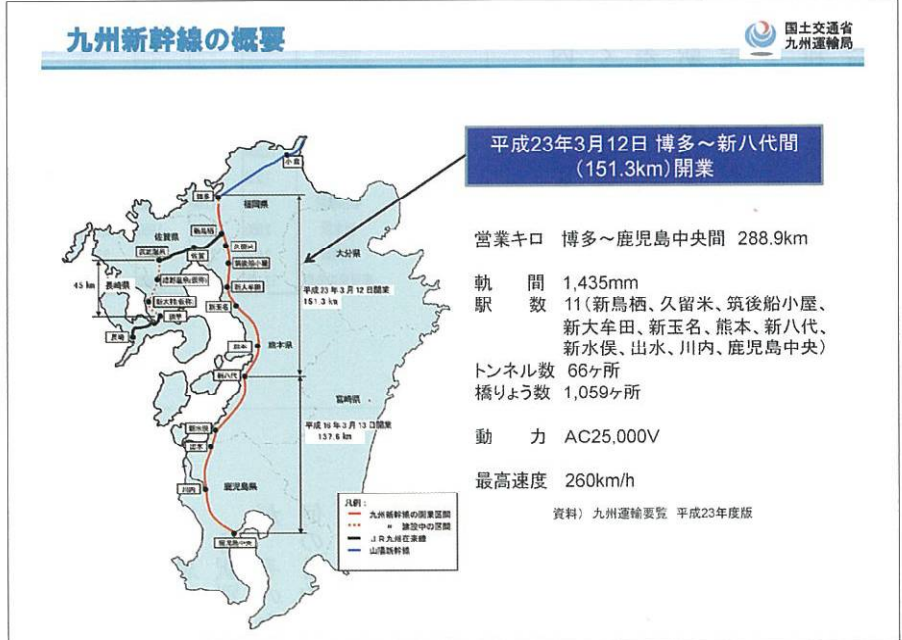 九州新幹線の概要
国土交通省
九州運輸局
平成23年3月12日 博多～新八代間
(151.3km)開業
営業キロ 博多～鹿児島中央間 288.9km
軌 間 1,435mm
駅 数 11(新鳥栖、久留米、筑後船小屋、
新大牟田、新玉名、熊本、新八代、
新水俣、出水、川内、鹿児島中央)
トンネル数 66ヶ所
橋りょう数 1,059ヶ所
動 力 AC25,000V
最高速度 260km/h
資料） 九州運輸要覧 平成23年度版
小倉
博多
福岡県
新鳥栖
佐賀県
久留米
佐賀
大分県
筑後船小屋
45 km
長崎県
新大牟田
平成23年3月12日開業
151.3 km
新玉名
諫早
長崎
熊本
熊本県
新八代
宮崎県
平成16年3月13日開業
137.6 km
新水俣
川内
鹿児島県
鹿児島中央
凡例：
九州新幹線の開業区間
〃 建設中の区間
JR九州在来線
山陽新幹線